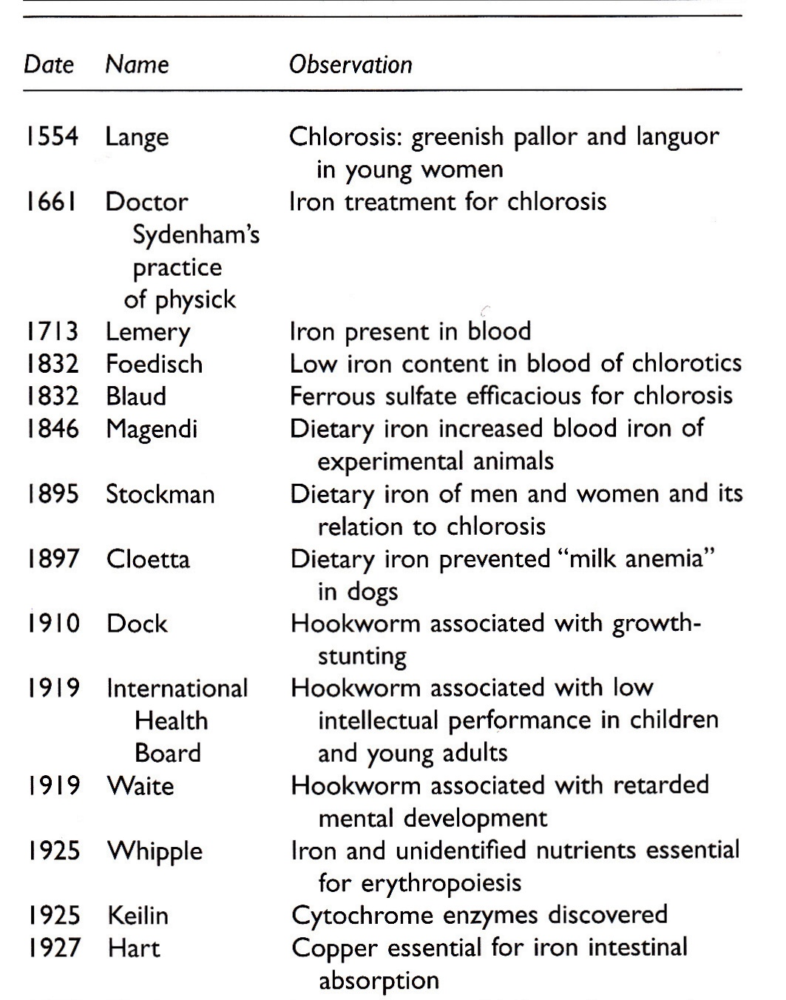 Date Name Observation
1554 Lange Chlorosis: greenish pallor and languor
in young women
1661 Doctor Iron treatment for chlorosis
Sydenham's
practice
of physick
1713 Lemery Iron present in blood
1832 Foedisch Low iron content in blood of chlorotics
1832 Blaud Ferrous sulfate efficacious for chlorosis
1846 Magendi Dietary iron increased blood iron of
experimental animals
1895 Stockman Dietary iron of men and women and its
relation to chlorosis
1897 Cloetta Dietary iron prevented “milk anemia”
in dogs
1910 Dock Hookworm associated with growth-
stunting
1919 International Hookworm associated with low
Health intellectual performance in children
Board and young adults
1919 Waite Hookworm associated with retarded
mental development
1925 Whipple Iron and unidentified nutrients essential
for erythropoiesis
1925 Keilin Cytochrome enzymes discovered
1927 Hart Copper essential for iron intestinal
absorption